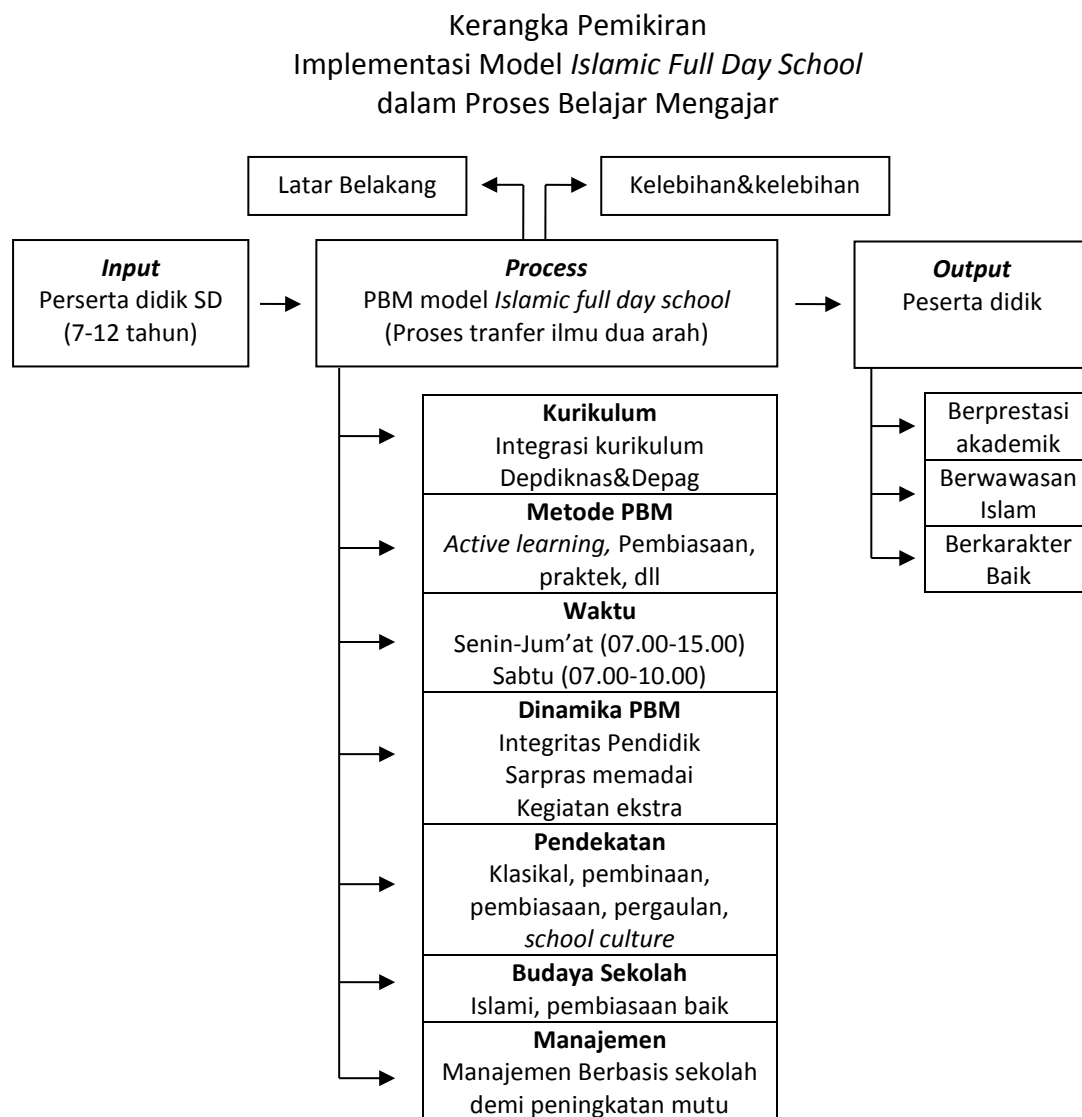 Kerangka Pemikiran
Implementasi Model Islamic Full Day School
dalam Proses Belajar Mengajar
Latar Belakang
Kelebihan&kelebihan
Input
Perserta didik SD
(7-12 tahun)
Process
PBM model Islamic full day school
(Proses tranfer ilmu dua arah)
Output
Peserta didik
Kurikulum
Integrasi kurikulum
Depdiknas&Depag
Metode PBM
Active learning, Pembiasaan,
praktek, dll
Waktu
Senin-Jum’at (07.00-15.00)
Sabtu (07.00-10.00)
Dinamika PBM
Integritas Pendidik
Sarpras memadai
Kegiatan ekstra
Pendekatan
Klasikal, pembinaan,
pembiasaan, pergaulan,
school culture
Budaya Sekolah
Islami, pembiasaan baik
Manajemen
Manajemen Berbasis sekolah
demi peningkatan mutu
Berprestasi
akademik
Berwawasan
Islam
Berkarakter
Baik